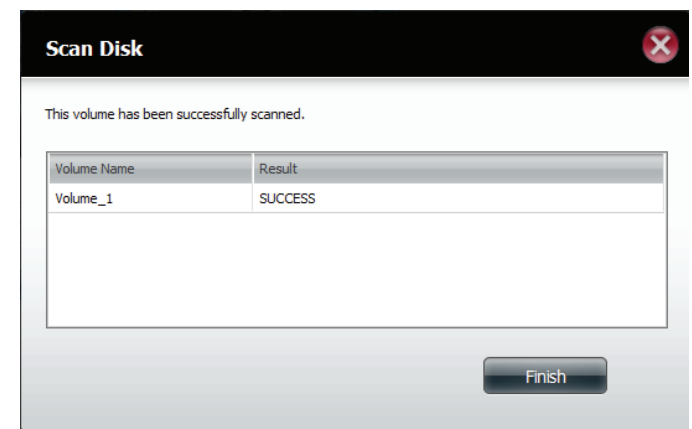 Scan Disk
This volume has been successfully scanned.
Volume Name Result
Volume_1 SUCCESS
Finish